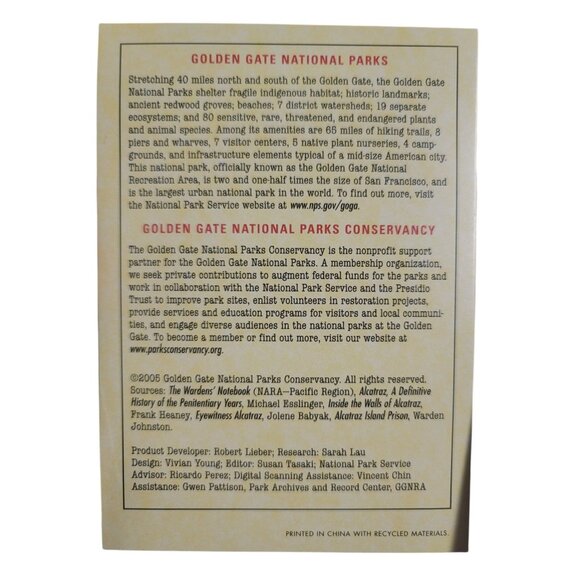 GOLDEN GATE NATIONAL PARKS
Stretching 40 miles north and south of the Golden Gate, the Golden Gate
National Parks shelter fragile indigenous habitat; historic landmarks;
ancient redwood groves; beaches; 7 district watersheds; 19 separate
ecosystems; and 80 sensitive, rare, threatened, and endangered plants
and animal species. Among its amenities are 65 miles of hiking trails, 8
piers and wharves, 7 visitor centers, 5 native plant nurseries, 4 camp-
grounds, and infrastructure elements typical of a mid-size American city.
This national park, officially known as the Golden Gate National
Recreation Area, is two and one-half times the size of San Francisco, and
is the largest urban national park in the world. To find out more, visit
the National Park Service website at www.nps.gov/goga.
GOLDEN GATE NATIONAL PARKS CONSERVANCY
The Golden Gate National Parks Conservancy is the nonprofit support
partner for the Golden Gate National Parks. A membership organization,
we seek private contributions to augment federal funds for the parks and
work in collaboration with the National Park Service and the Presidio
Trust to improve park sites, enlist volunteers in restoration projects,
provide services and education programs for visitors and local communi-
ties, and engage diverse audiences in the national parks at the Golden
Gate. To become a member or find out more, visit our website at
www.parksconservancy.org.
©2005 Golden Gate National Parks Conservancy. All rights reserved.
Sources: The Wardens' Notebook (NARA—Pacific Region), Alcatraz, A Definitive
History of the Penitentiary Years, Michael Esslinger, Inside the Walls of Alcatraz,
Frank Heaney, Eyewitness Alcatraz, Jolene Babyak, Alcatraz Island Prison, Warden
Johnston.
Product Developer: Robert Lieber; Research: Sarah Lau
Design: Vivian Young; Editor: Susan Tasaki; National Park Service
Advisor: Ricardo Perez; Digital Scanning Assistance: Vincent Chin
Assistance: Gwen Pattison, Park Archives and Record Center, GGNRA
PRINTED IN CHINA WITH RECYCLED MATERIALS.